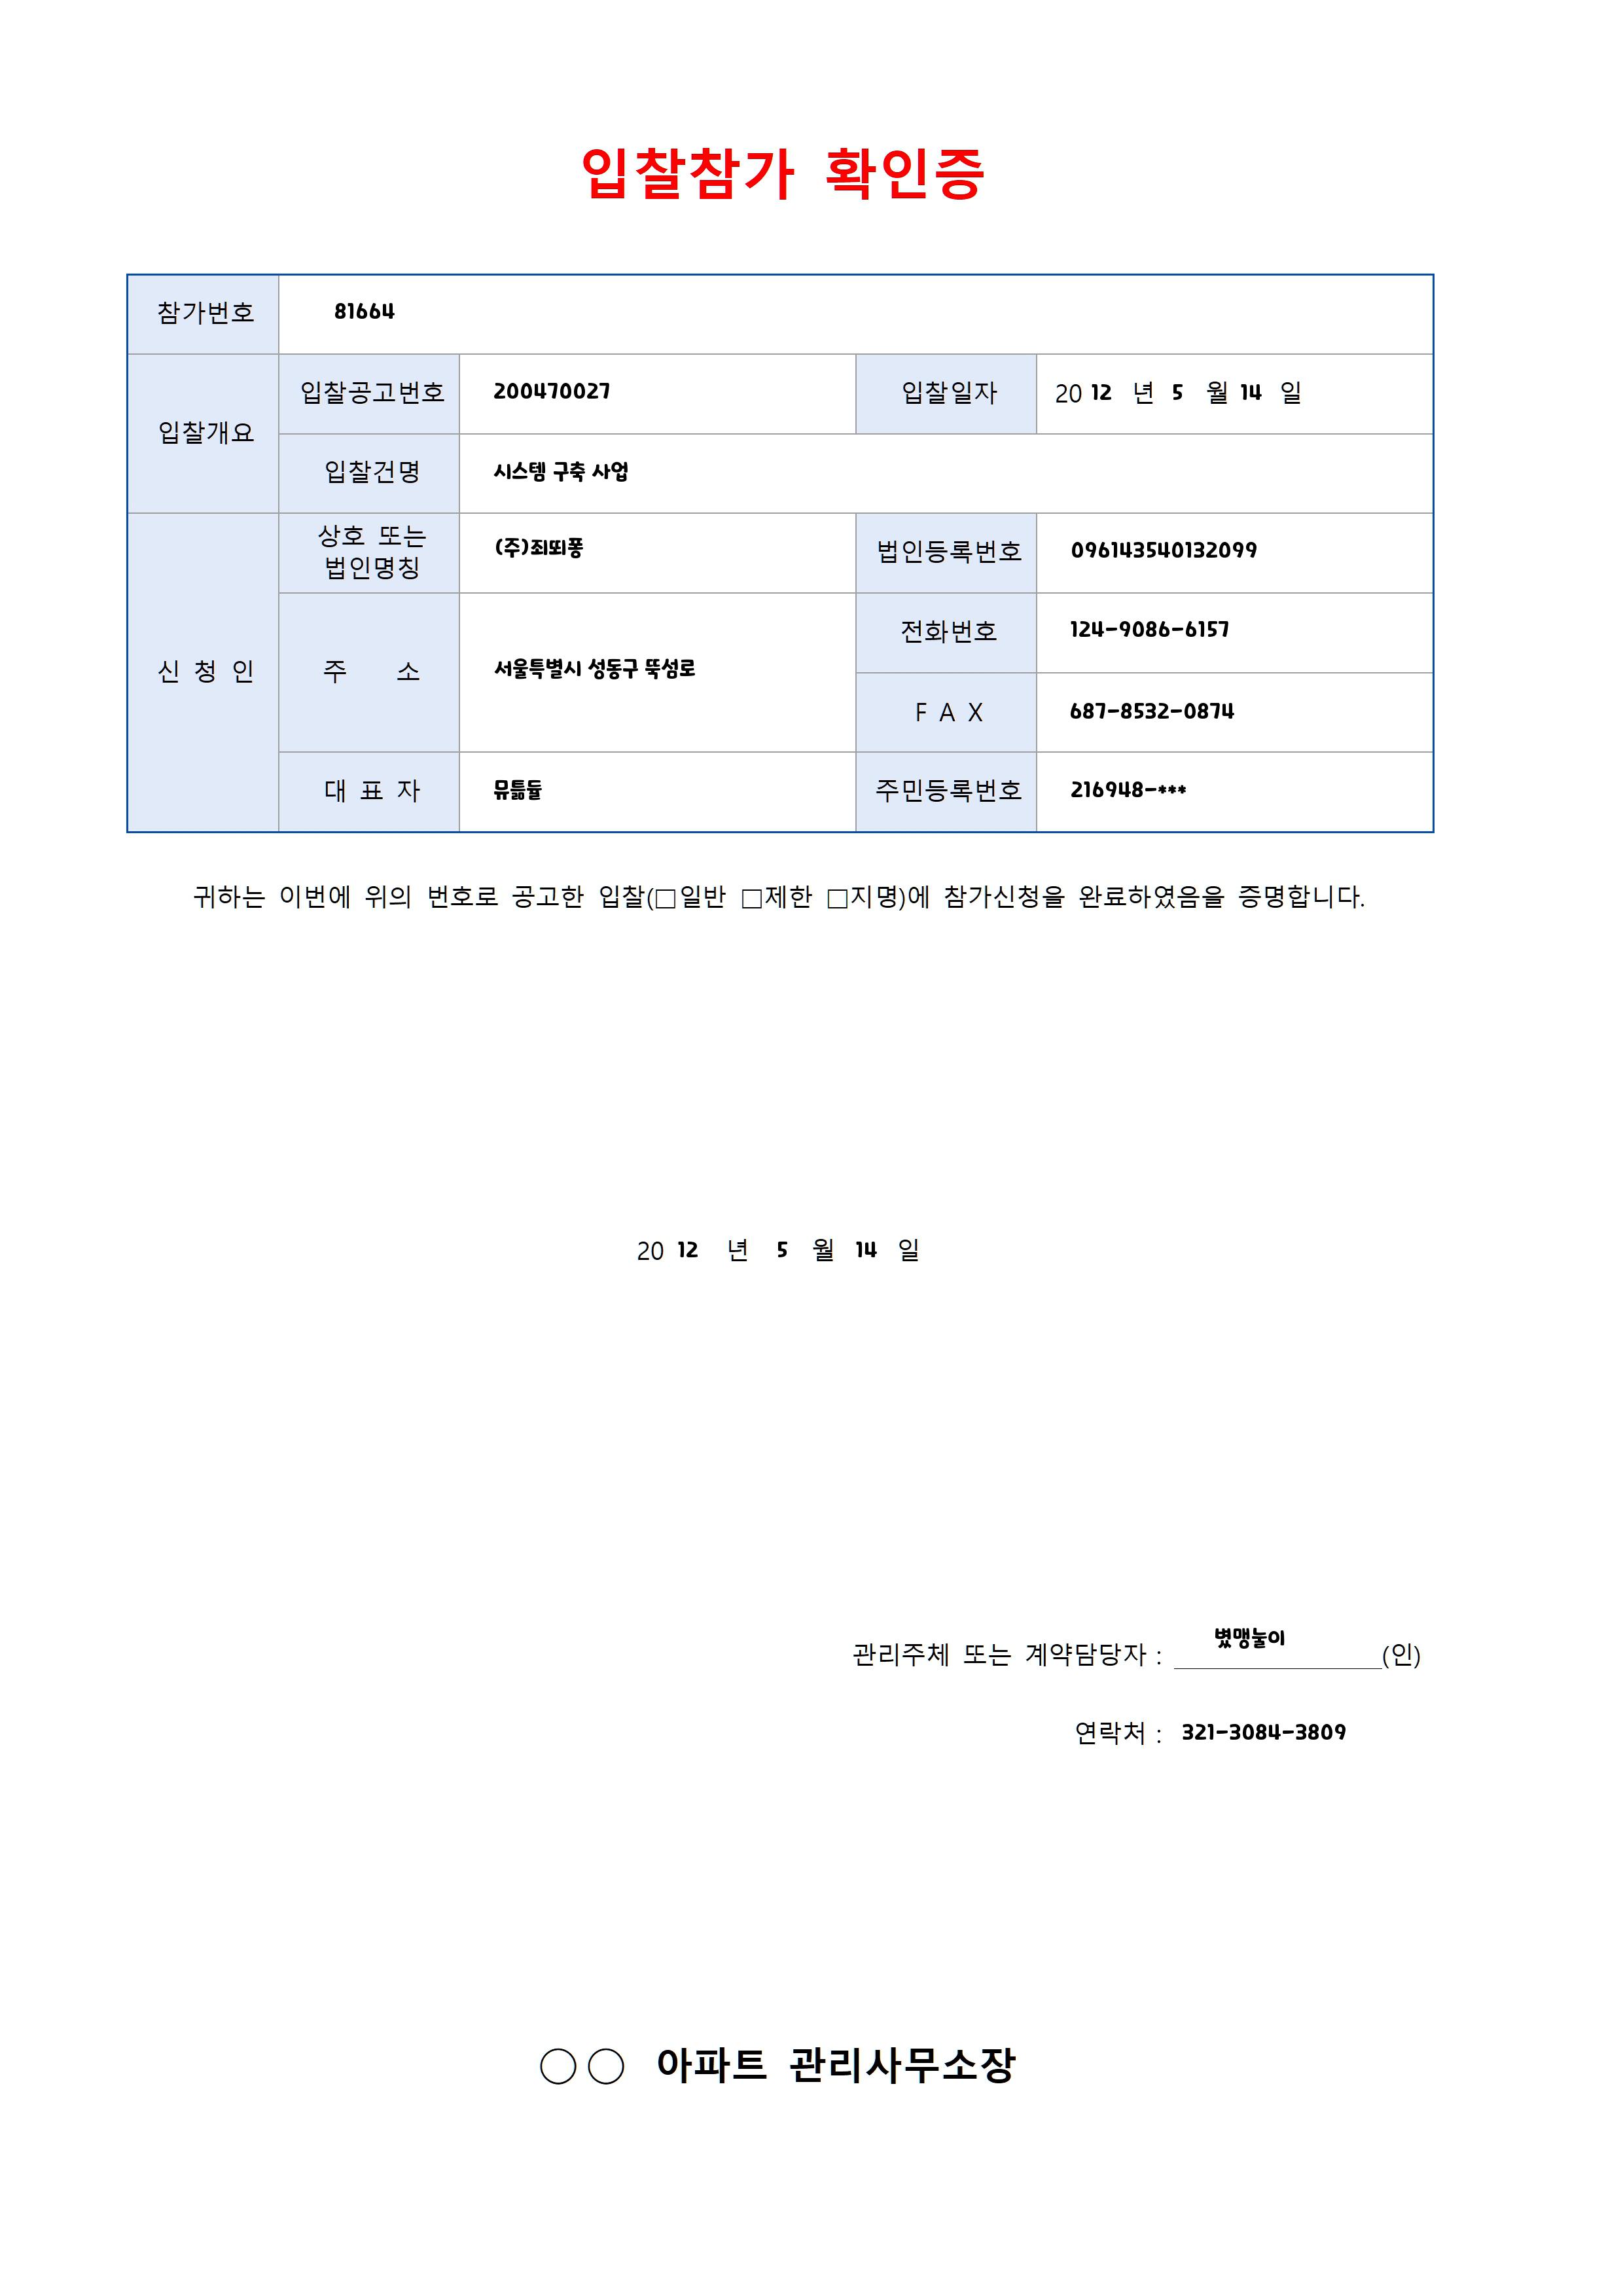 입찰참가 확인증
참가번호 81664
입찰개요 입찰공고번호 200470027 입찰일자 20 12 년 5 월 14 일
입찰건명 시스템 구축 사업
신 청 인 상호 또는 법인명칭 (주)죄뙤퐁 법인등록번호 096143540132099
주 소 서울특별시 성동구 뚝섬로 전화번호 124-9086-6157
F A X 687-8532-0874
대 표 자 주민등록번호 216948-***
귀하는 이번에 위의 번호로 공고한 입찰(□일반 □제한 □지명)에 참가신청을 완료하였음을 증명합니다.
20 12 년 5 월 14 일
관리주체 또는 계약담당자 : (인)
연락처 : 321-3084-3809
○○ 아파트 관리사무소장